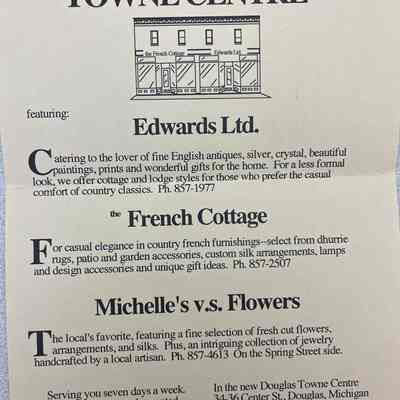 TOWNE CENTRE
the French Cottage Edwards Ltd.
featuring:
Edwards Ltd.
Catering to the lover of fine English antiques, silver, crystal, beautiful
paintings, prints and wonderful gifts for the home. For a less formal
look, we offer cottage and lodge styles for those who prefer the casual
comfort of country classics. Ph. 857-1977
the French Cottage
For casual elegance in country french furnishings--select from dhurrie
rugs, patio and garden accessories, custom silk arrangements, lamps
and design accessories and unique gift ideas. Ph. 857-2507
Michelle's v.s. Flowers
The local's favorite, featuring a fine selection of fresh cut flowers,
arrangements, and silks. Plus, an intriguing collection of jewelry
handcrafted by a local artisan. Ph. 857-4613 On the Spring Street side.
Serving you seven days a week.
In the new Douglas Towne Centre
34-36 Center St., Douglas, Michigan